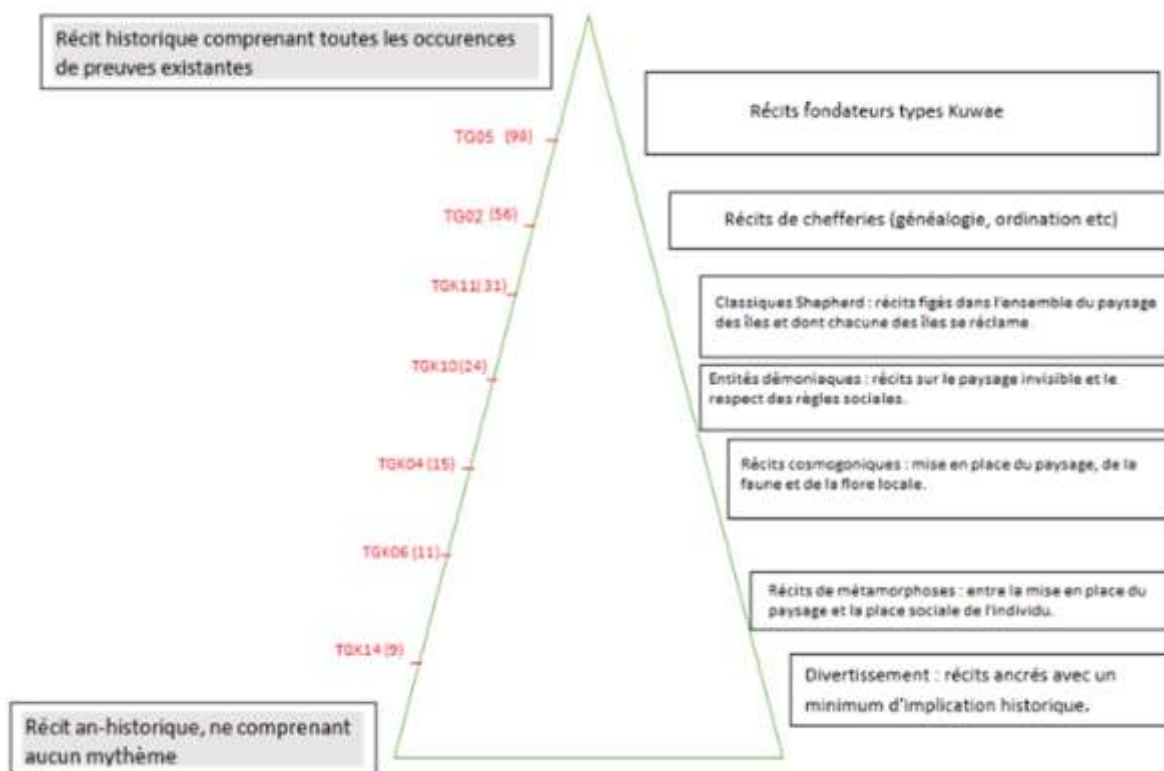 Récit historique comprenant toutes les occurences
de preuves existantes
Récits fondateurs types Kuwae
TG05 (98)
Récits de chefferies (généalogie, ordination etc)
TG02 (56)
TGK11(31)
Classiques Shepherd : récits figés dans l'ensemble du paysage
des îles et dont chacune des îles se réclame.
TGK10(24)
Entités démoniaques : récits sur le paysage invisible et le
respect des règles sociales.
TGK04 (15)
Récits cosmogoniques : mise en place du paysage, de la
faune et de la flore locale.
TGK06 (11)
Récits de métamorphoses : entre la mise en place du
paysage et la place sociale de l'individu.
TGK14 (9)
Divertissement : récits ancrés avec un
minimum d'implication historique.
Récit an-historique, ne comprenant
aucun mythème